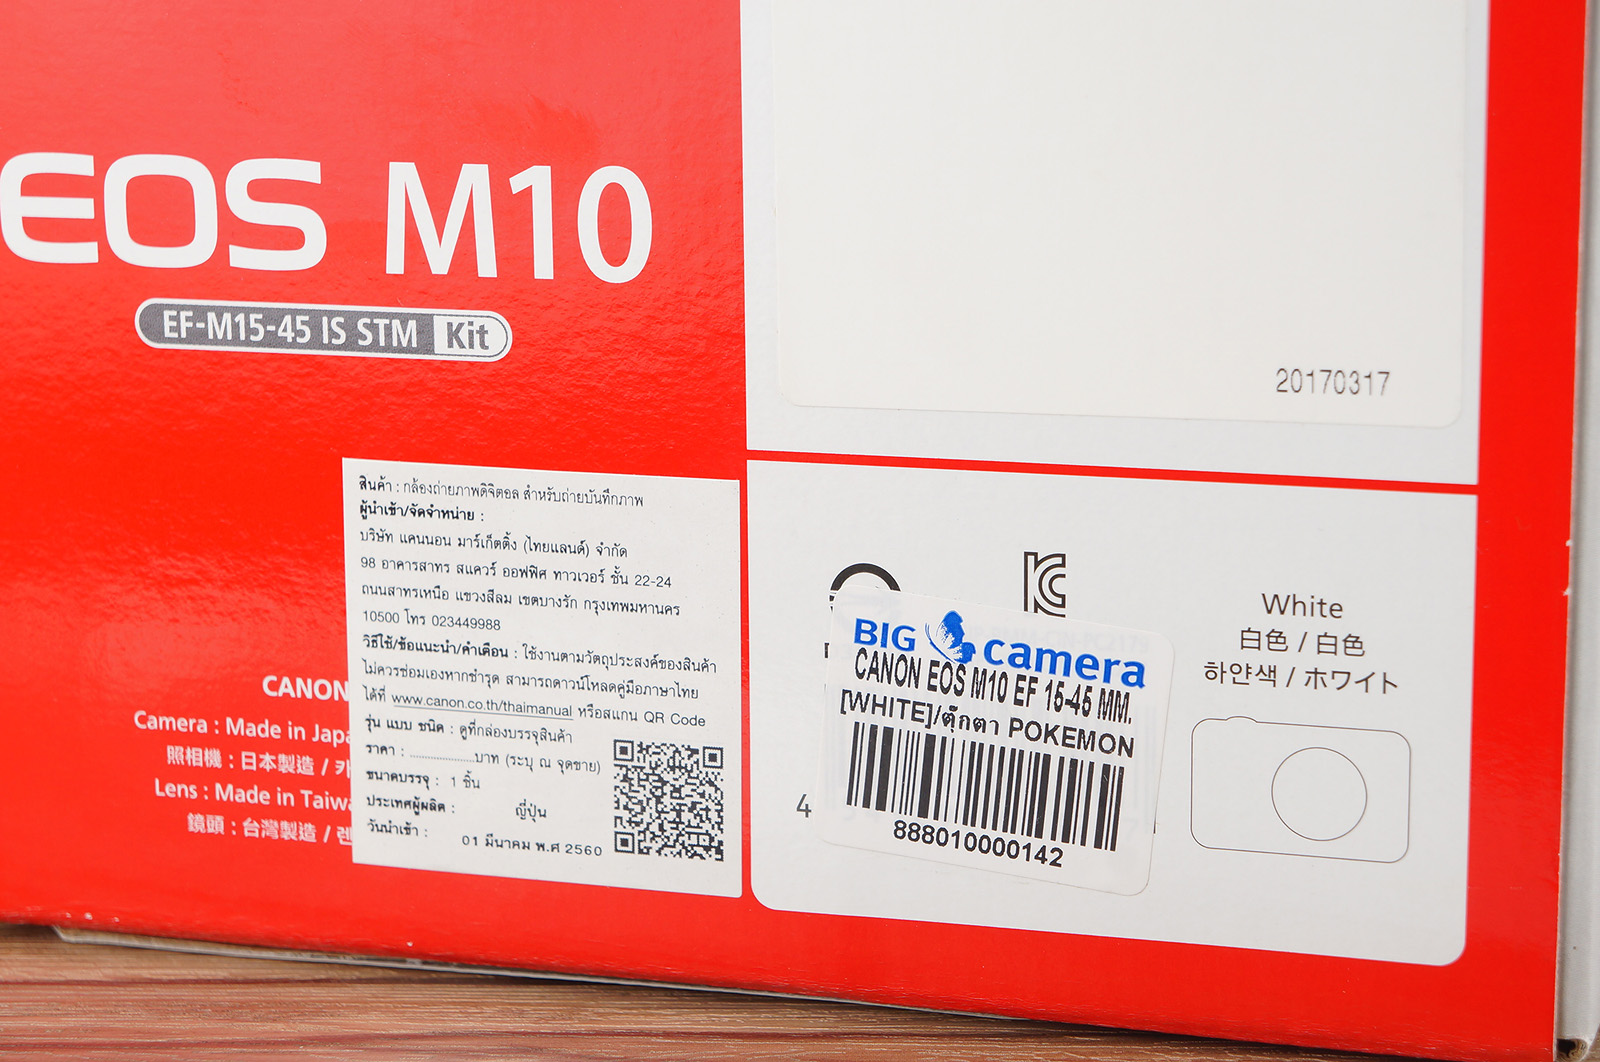 EOS M10
EF-M15-45 IS STM Kit
20170317
สินค้า : กล้องถ่ายภาพดิจิตอล สำหรับถ่ายบันทึกภาพ
ผู้นำเข้า/จัดจำหน่าย :
บริษัท แคนนอน มาร์เก็ตติ้ง (ไทยแลนด์) จำกัด
98 อาคารสาทร สแควร์ ออฟฟิศ ทาวเวอร์ ชั้น 22-24
ถนนสาทรเหนือ แขวงสีลม เขตบางรัก กรุงเทพมหานคร
10500 โทร 023449988
วิธีใช้/ข้อแนะนำ/คำเตือน : ใช้งานตามวัตถุประสงค์ของสินค้า
ไม่ควรซ่อมเองหากชำรุด สามารถดาวน์โหลดคู่มือภาษาไทย
ได้ที่ www.canon.co.th/thaimanual หรือสแกน QR Code
รุ่น แบบ ชนิด : ดูที่กล่องบรรจุสินค้า
ราคา : ......................บาท (ระบุ ณ จุดขาย)
ขนาดบรรจุ : 1 ชิ้น
ประเทศผู้ผลิต : ญี่ปุ่น
วันนำเข้า : 01 มีนาคม พ.ศ 2560
CANON
Camera : Made in Japa
照相機 : 日本製造 / 카
Lens : Made in Taiwa
鏡頭 : 台灣製造 / 렌
BIG camera
CANON EOS M10 EF 15-45 MM.
[WHITE]/ตุ๊กตา POKEMON
4
888010000142
White
白色 / 白色
하얀색 / ホワイト